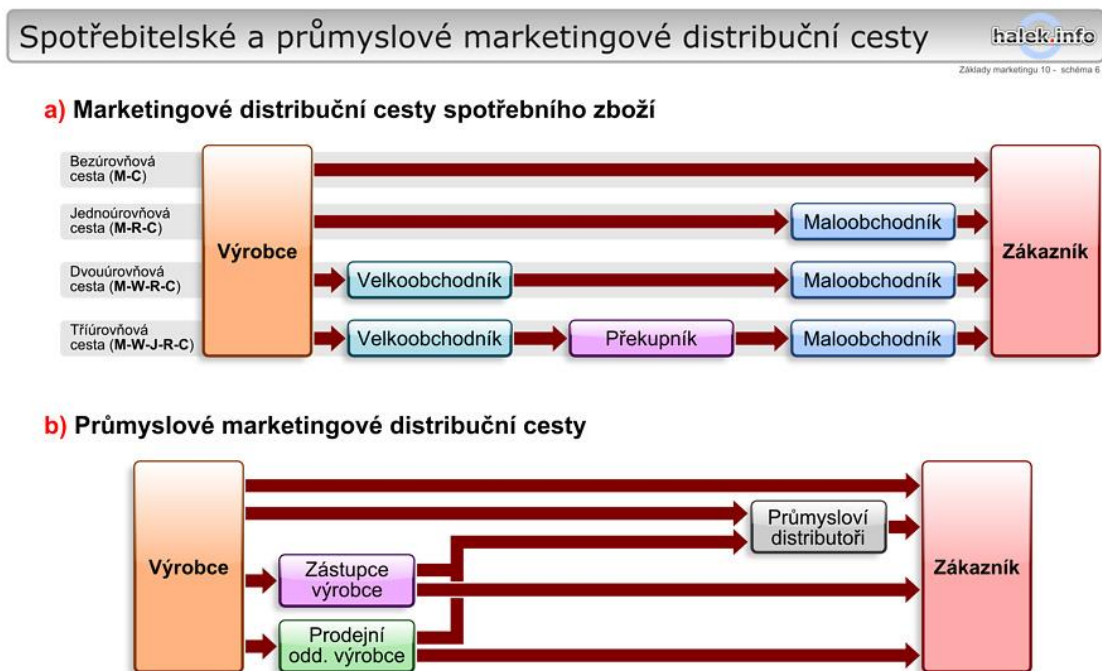 Spotřebitelské a průmyslové marketingové distribuční cesty
halek.info
Základy marketingu 10 - schéma 6
a) Marketingové distribuční cesty spotřebního zboží
Bezúrovňová
cesta (M-C)
Jednoúrovňová
cesta (M-R-C)
Dvouúrovňová
cesta (M-W-R-C)
Tříúrovňová
cesta (M-W-J-R-C)
Výrobce
Maloobchodník
Velkoobchodník
Maloobchodník
Velkoobchodník
Překupník
Maloobchodník
Zákazník
b) Průmyslové marketingové distribuční cesty
Výrobce
Zástupce
výrobce
Prodejní
odd. výrobce
Průmysloví
distributoři
Zákazník